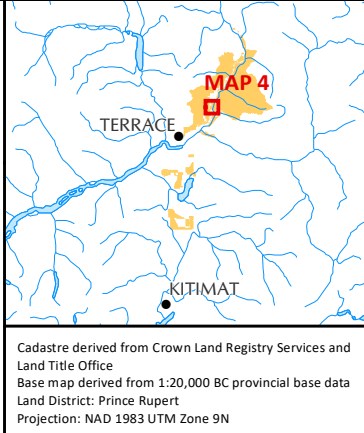 MAP 4
TERRACE
KITIMAT
Cadastre derived from Crown Land Registry Services and
Land Title Office
Base map derived from 1:20,000 BC provincial base data
Land District: Prince Rupert
Projection: NAD 1983 UTM Zone 9N